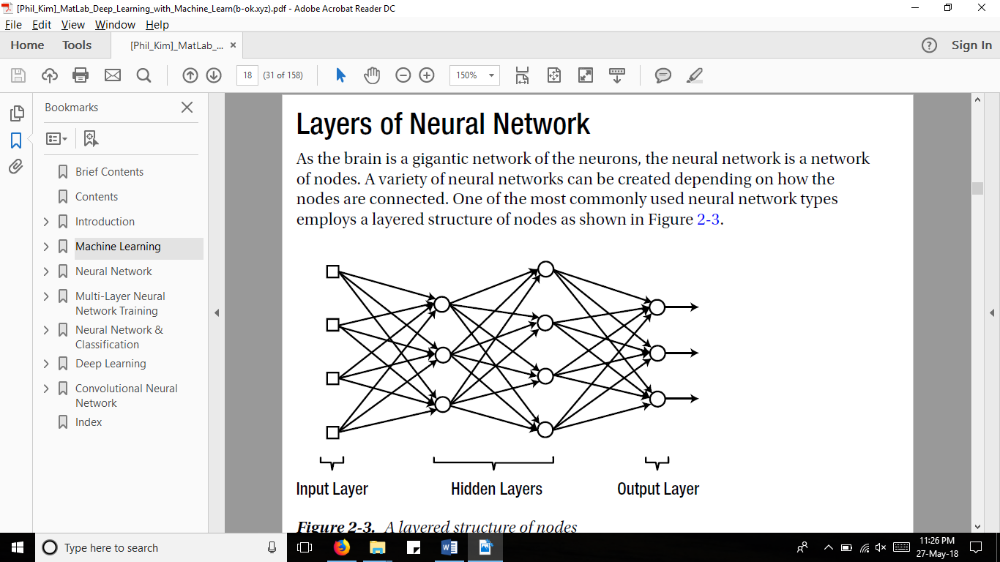 [Phil_Kim]_MatLab_Deep_Learning_with_Machine_Learn(b-ok.xyz).pdf - Adobe Acrobat Reader DC
File Edit View Window Help
Home Tools [Phil_Kim]_MatLab_... × Sign In
18 (31 of 158) 150%
Bookmarks
Brief Contents
Contents
Introduction
Machine Learning
Neural Network
Multi-Layer Neural
Network Training
Neural Network &
Classification
Deep Learning
Convolutional Neural
Network
Index
Layers of Neural Network
As the brain is a gigantic network of the neurons, the neural network is a network
of nodes. A variety of neural networks can be created depending on how the
nodes are connected. One of the most commonly used neural network types
employs a layered structure of nodes as shown in Figure 2-3.
Input Layer Hidden Layers Output Layer
Figure 2-3. A layered structure of nodes
Type here to search
11:26 PM
27-May-18